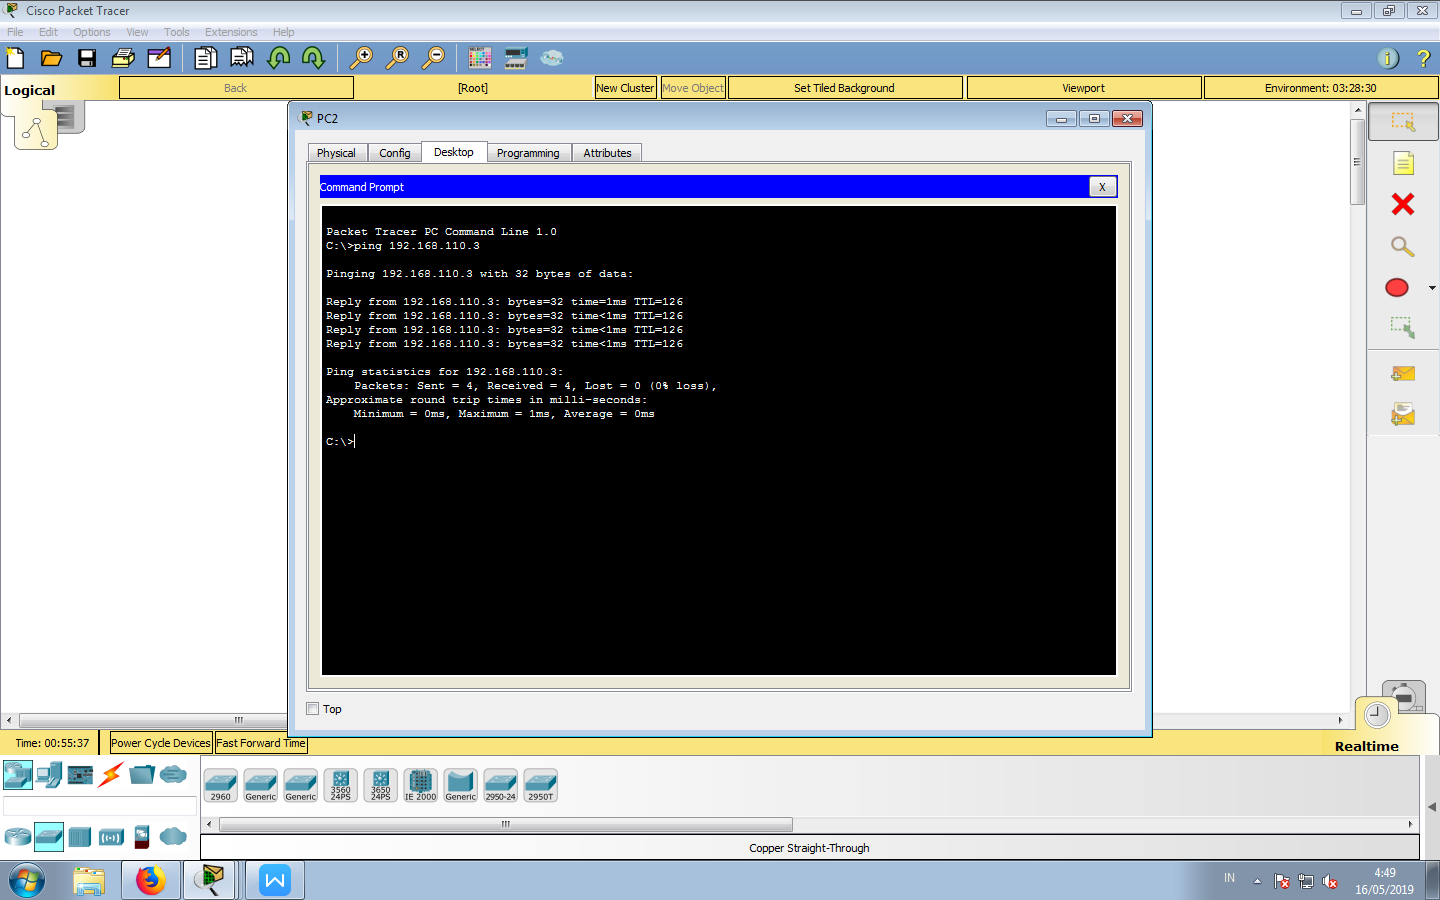 Cisco Packet Tracer
File Edit Options View Tools Extensions Help
Logical Back [Root] New Cluster Move Object Set Tiled Background Viewport Environment: 03:28:30
PC2
Physical Config Desktop Programming Attributes
Command Prompt X
Packet Tracer PC Command Line 1.0
C:\>ping 192.168.110.3
Pinging 192.168.110.3 with 32 bytes of data:
Reply from 192.168.110.3: bytes=32 time=1ms TTL=126
Reply from 192.168.110.3: bytes=32 time<1ms TTL=126
Reply from 192.168.110.3: bytes=32 time<1ms TTL=126
Reply from 192.168.110.3: bytes=32 time<1ms TTL=126
Ping statistics for 192.168.110.3:
Packets: Sent = 4, Received = 4, Lost = 0 (0% loss),
Approximate round trip times in milli-seconds:
Minimum = 0ms, Maximum = 1ms, Average = 0ms
C:\>
Top
Time: 00:55:37 Power Cycle Devices Fast Forward Time
Realtime
2960 Generic Generic 3560 24PS 3650 24PS IE 2000 Generic 2950-24 2950T
Copper Straight-Through
IN 4:49
16/05/2019